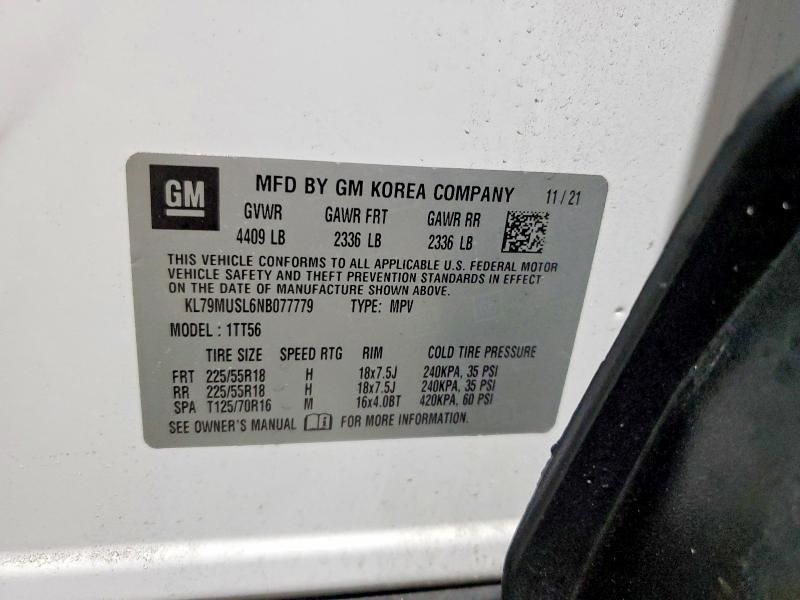 GM MFD BY GM KOREA COMPANY 11/21
GVWR GAWR FRT GAWR RR
4409 LB 2336 LB 2336 LB
THIS VEHICLE CONFORMS TO ALL APPLICABLE U.S. FEDERAL MOTOR
VEHICLE SAFETY AND THEFT PREVENTION STANDARDS IN EFFECT
ON THE DATE OF MANUFACTURE SHOWN ABOVE.
KL79MUSL6NB077779 TYPE: MPV
MODEL : 1TT56
TIRE SIZE SPEED RTG RIM COLD TIRE PRESSURE
FRT 225/55R18 H 18x7.5J 240KPA, 35 PSI
RR 225/55R18 H 18x7.5J 240KPA, 35 PSI
SPA T125/70R16 M 16x4.0BT 420KPA, 60 PSI
SEE OWNER'S MANUAL i FOR MORE INFORMATION.